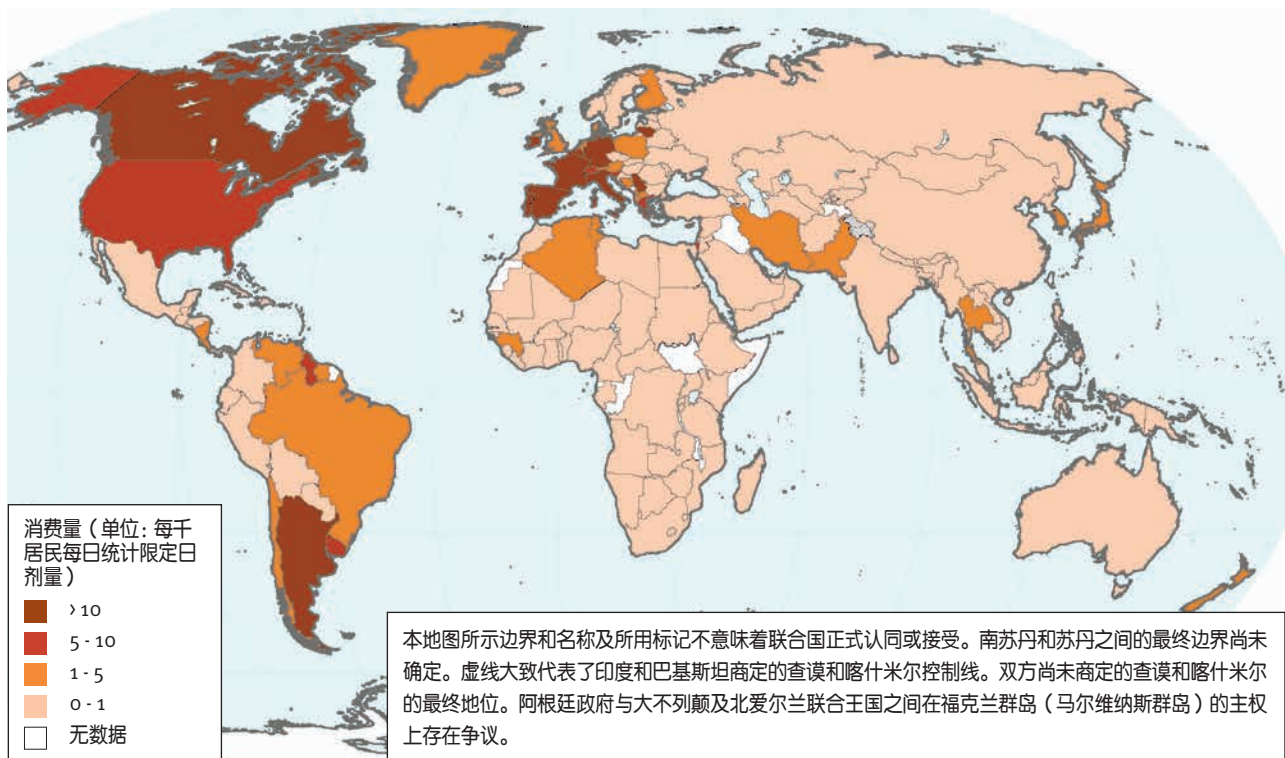 消费量（单位：每千
居民每日统计限定日
剂量）
› 10
5 - 10
1 - 5
0 - 1
无数据
本地图所示边界和名称及所用标记不意味着联合国正式认同或接受。南苏丹和苏丹之间的最终边界尚未
确定。虚线大致代表了印度和巴基斯坦商定的查谟和喀什米尔控制线。双方尚未商定的查谟和喀什米尔
的最终地位。阿根廷政府与大不列颠及北爱尔兰联合王国之间在福克兰群岛（马尔维纳斯群岛）的主权
上存在争议。